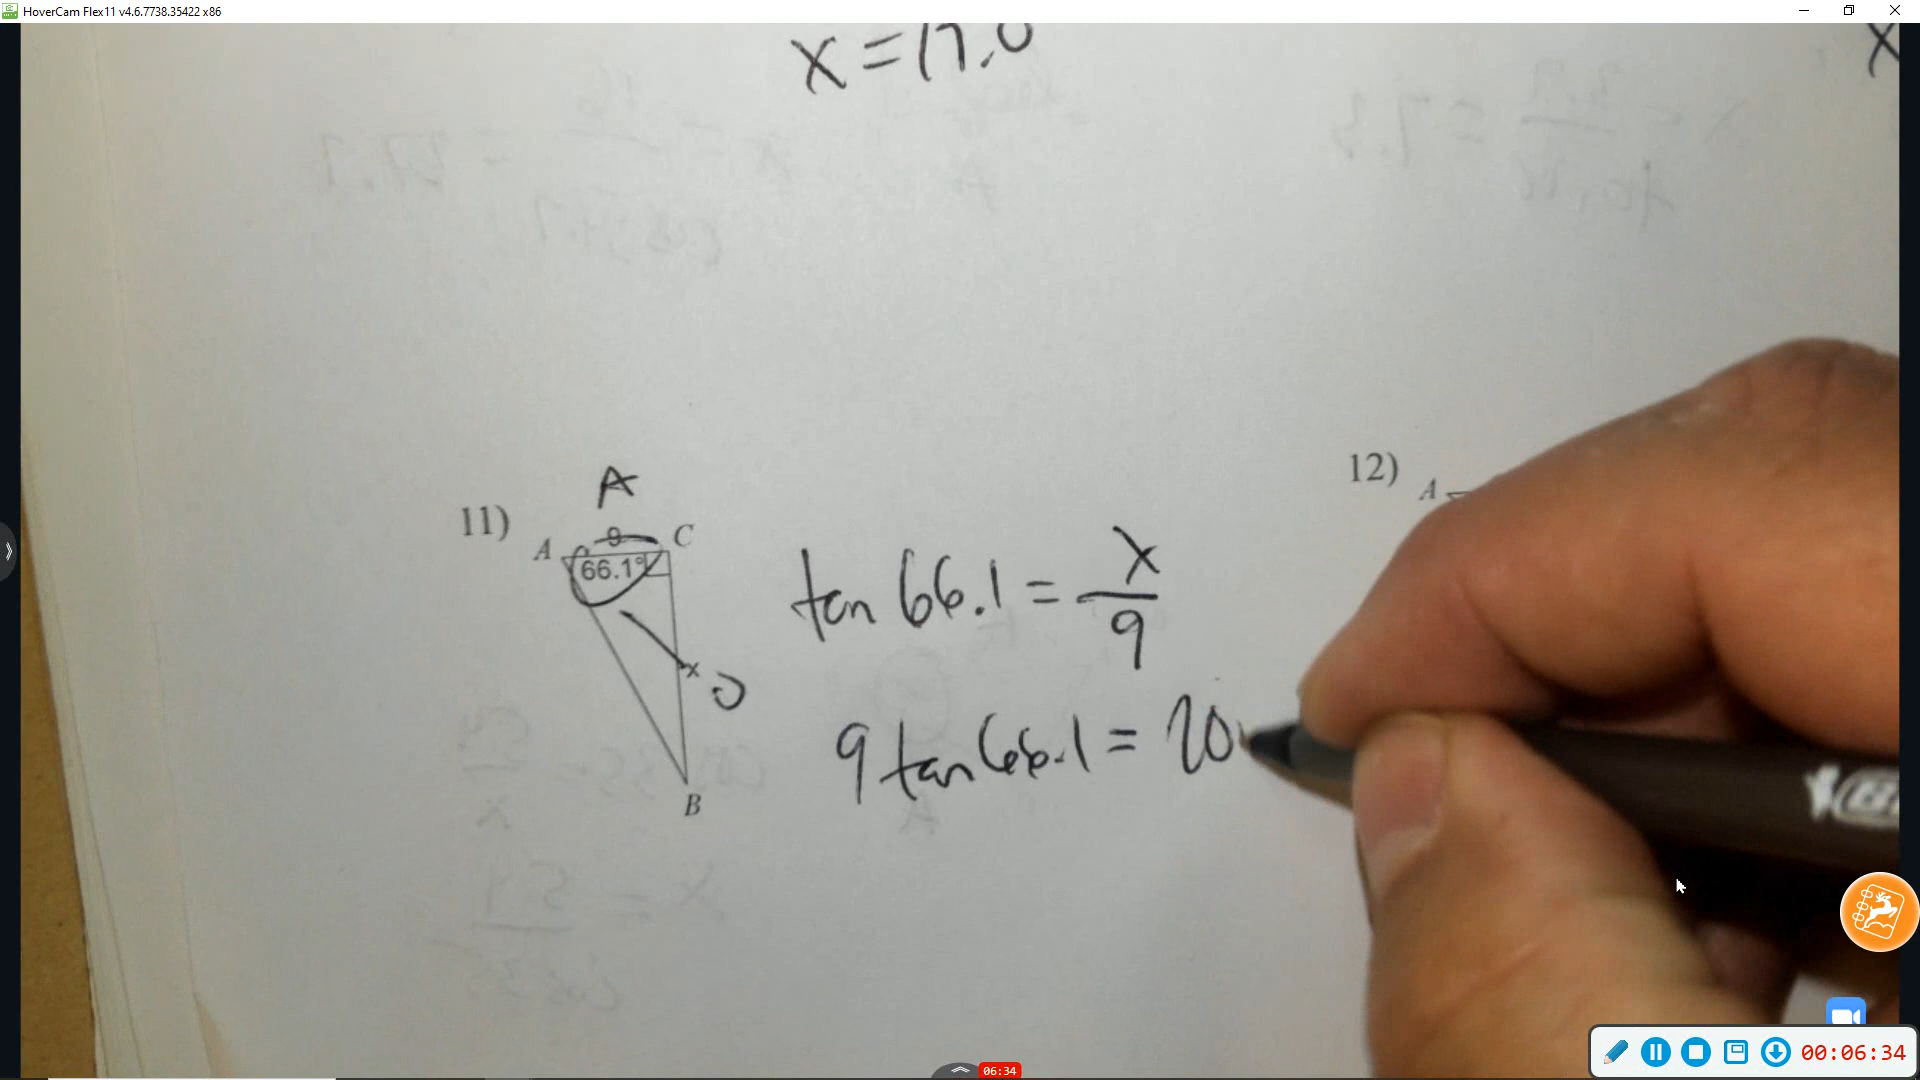 HoverCam Flex11 v4.6.7738.35422 x86
x = 17.0
x
11)
A
A
9
C
66.1°
x
O
B
tan 66.1 = x/9
9 tan 66.1 = 20.
12)
A
00:06:34
06:34